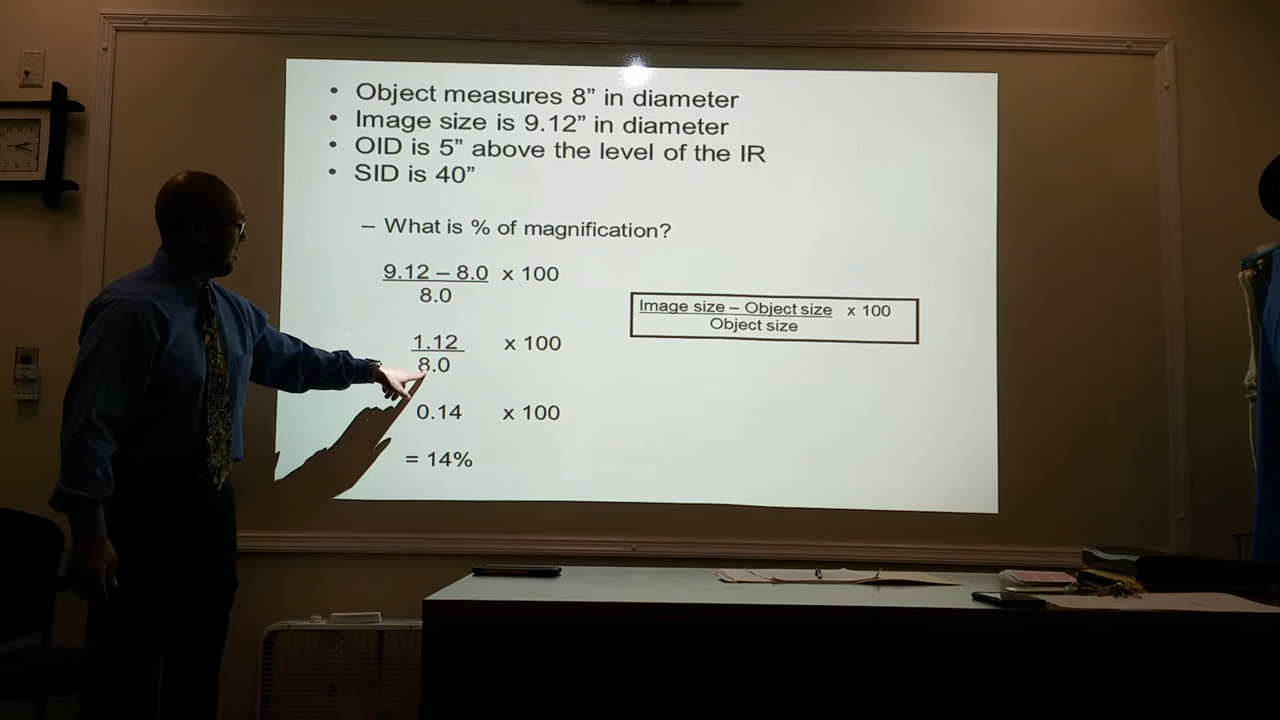 • Object measures 8” in diameter
• Image size is 9.12” in diameter
• OID is 5” above the level of the IR
• SID is 40”
– What is % of magnification?
9.12 – 8.0 x 100
8.0
Image size – Object size x 100
Object size
1.12 x 100
8.0
0.14 x 100
= 14%